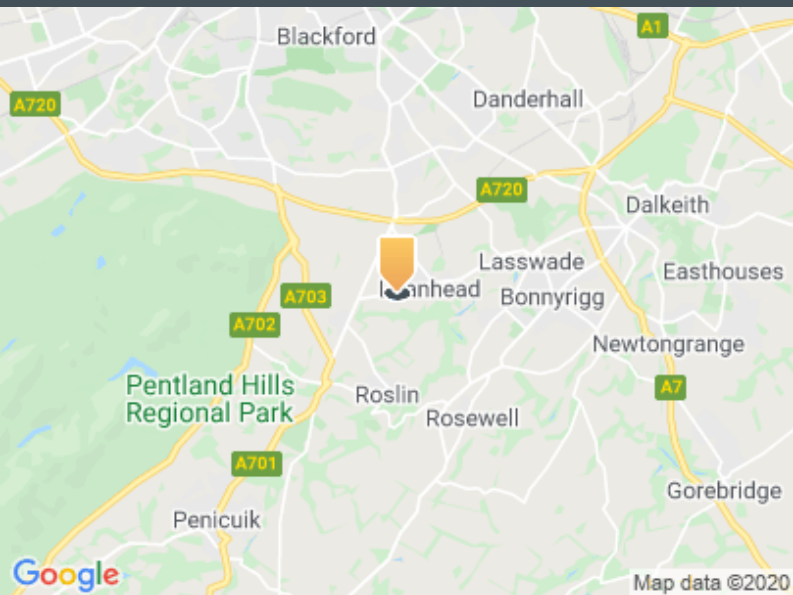 Blackford
A1
A720
Danderhall
A720
Dalkeith
Lasswade
Easthouses
anhead
A703
Bonnyrigg
A702
Newtongrange
Pentland Hills
Regional Park
A7
Roslin
Rosewell
A701
Gorebridge
Penicuik
Google
Map data ©2020